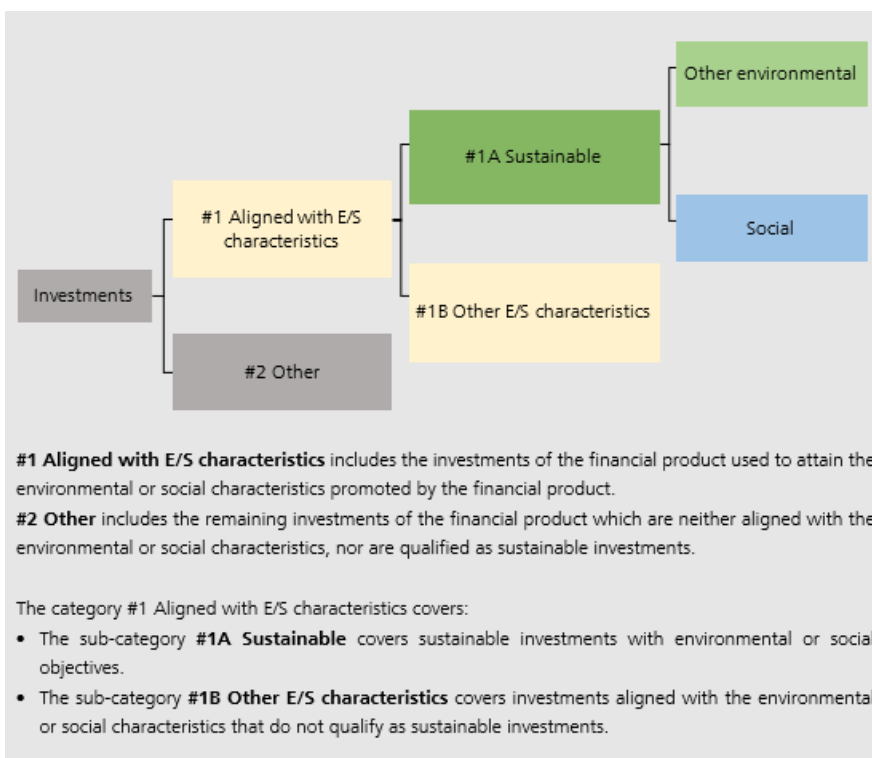 Other environmental
#1A Sustainable
#1 Aligned with E/S
characteristics
Social
Investments
#1B Other E/S characteristics
#2 Other
#1 Aligned with E/S characteristics includes the investments of the financial product used to attain the
environmental or social characteristics promoted by the financial product.
#2 Other includes the remaining investments of the financial product which are neither aligned with the
environmental or social characteristics, nor are qualified as sustainable investments.
The category #1 Aligned with E/S characteristics covers:
• The sub-category #1A Sustainable covers sustainable investments with environmental or social
objectives.
• The sub-category #1B Other E/S characteristics covers investments aligned with the environmental
or social characteristics that do not qualify as sustainable investments.